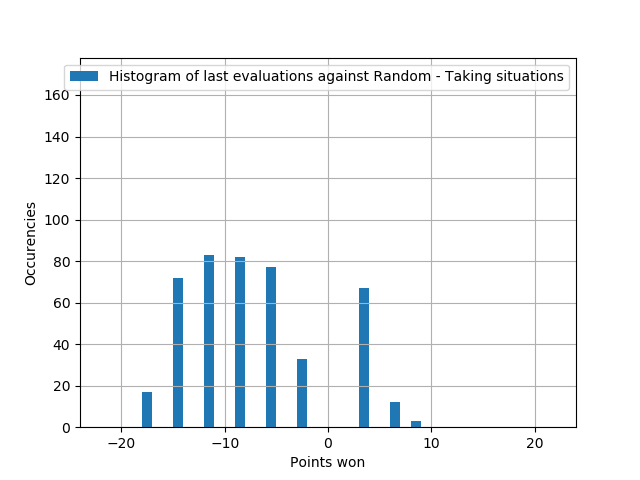 Histogram of last evaluations against Random - Taking situations
160
140
120
100
80
60
40
20
0
Occurencies
−20 −10 0 10 20
Points won